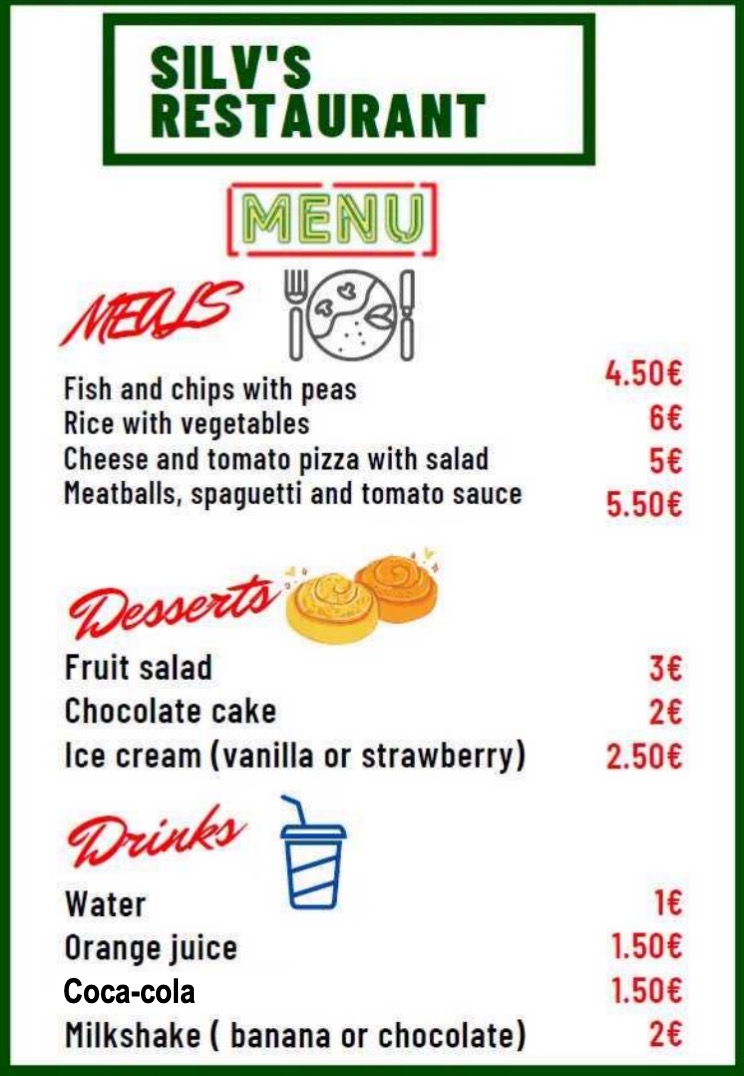 SILV'S
RESTAURANT
MENU
MEALS
Fish and chips with peas 4.50€
Rice with vegetables 6€
Cheese and tomato pizza with salad 5€
Meatballs, spaguetti and tomato sauce 5.50€
Desserts
Fruit salad 3€
Chocolate cake 2€
Ice cream (vanilla or strawberry) 2.50€
Drinks
Water 1€
Orange juice 1.50€
Coca-cola 1.50€
Milkshake ( banana or chocolate) 2€